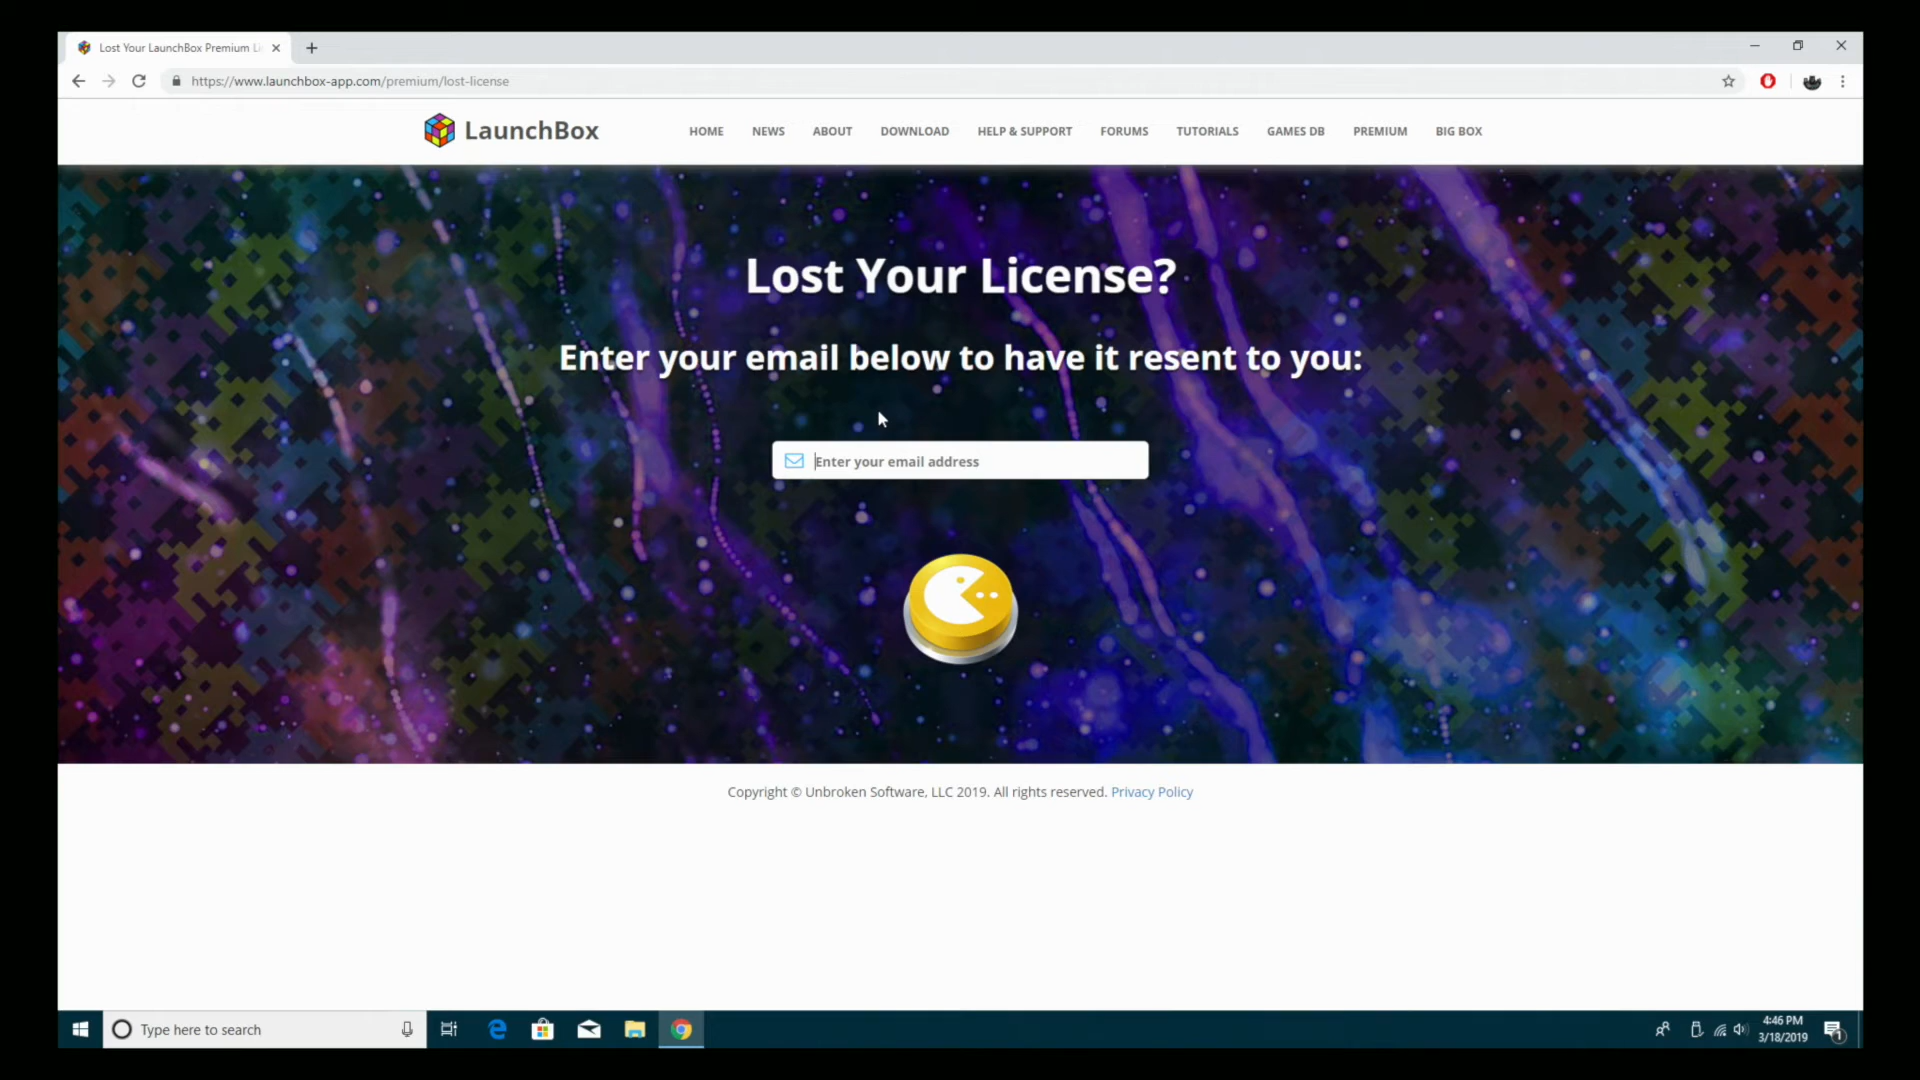 Lost Your LaunchBox Premium Li
https://www.launchbox-app.com/premium/lost-license
LaunchBox
HOME
NEWS
ABOUT
DOWNLOAD
HELP & SUPPORT
FORUMS
TUTORIALS
GAMES DB
PREMIUM
BIG BOX
Lost Your License?
Enter your email below to have it resent to you:
Enter your email address
Copyright © Unbroken Software, LLC 2019. All rights reserved. Privacy Policy
Type here to search
4:46 PM
3/18/2019
1